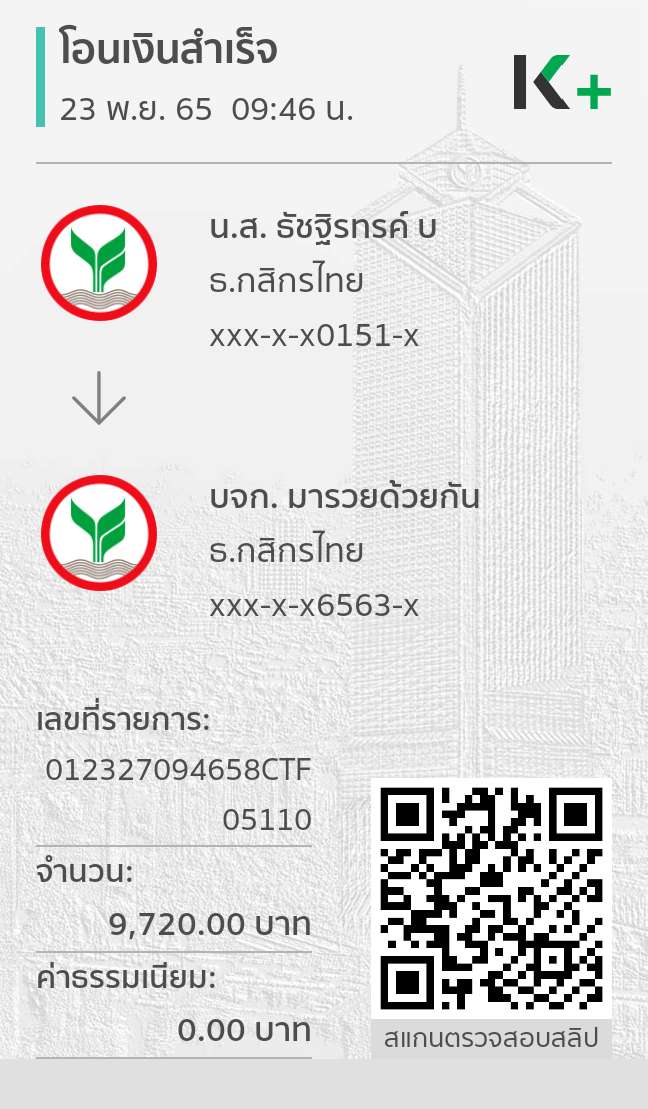 โอนเงินสำเร็จ
23 พ.ย. 65 09:46 น.
K+
น.ส. ธัชฐิรทรค์ บ
ธ.กสิกรไทย
xxx-x-x0151-x
บจก. มารวยด้วยกัน
ธ.กสิกรไทย
xxx-x-x6563-x
เลขที่รายการ:
012327094658CTF
05110
จำนวน:
9,720.00 บาท
ค่าธรรมเนียม:
0.00 บาท
สแกนตรวจสอบสลิป